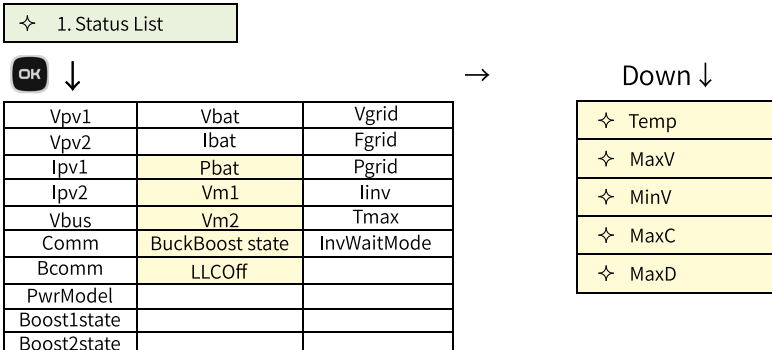 1. Status List
OK ↓ → Down ↓
Vpv1 Vbat Vgrid
Vpv2 Ibat Fgrid
Ipv1 Pbat Pgrid
Ipv2 Vm1 Iinv
Vbus Vm2 Tmax
Comm BuckBoost state InvWaitMode
Bcomm LLCOff
PwrModel
Boost1state
Boost2state
Temp
MaxV
MinV
MaxC
MaxD